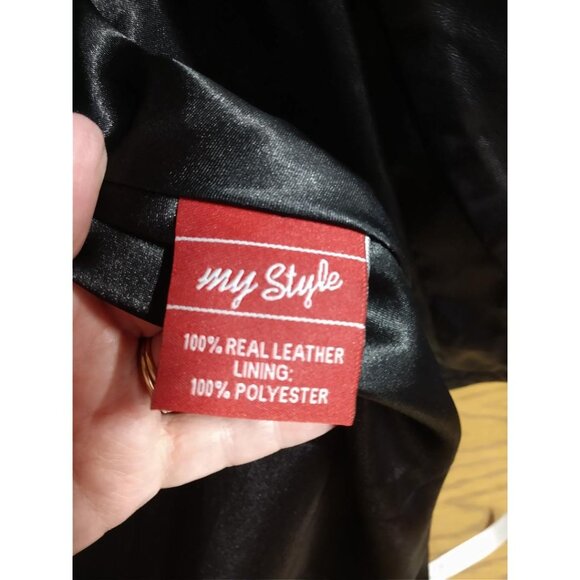 my Style
100% REAL LEATHER
LINING:
100% POLYESTER